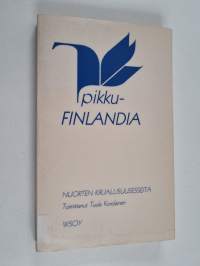 pikku-
FINLANDIA
NUORTEN KIRJALLISUUSESSEITÄ
Toimittanut Tuula Korolainen
WSOY